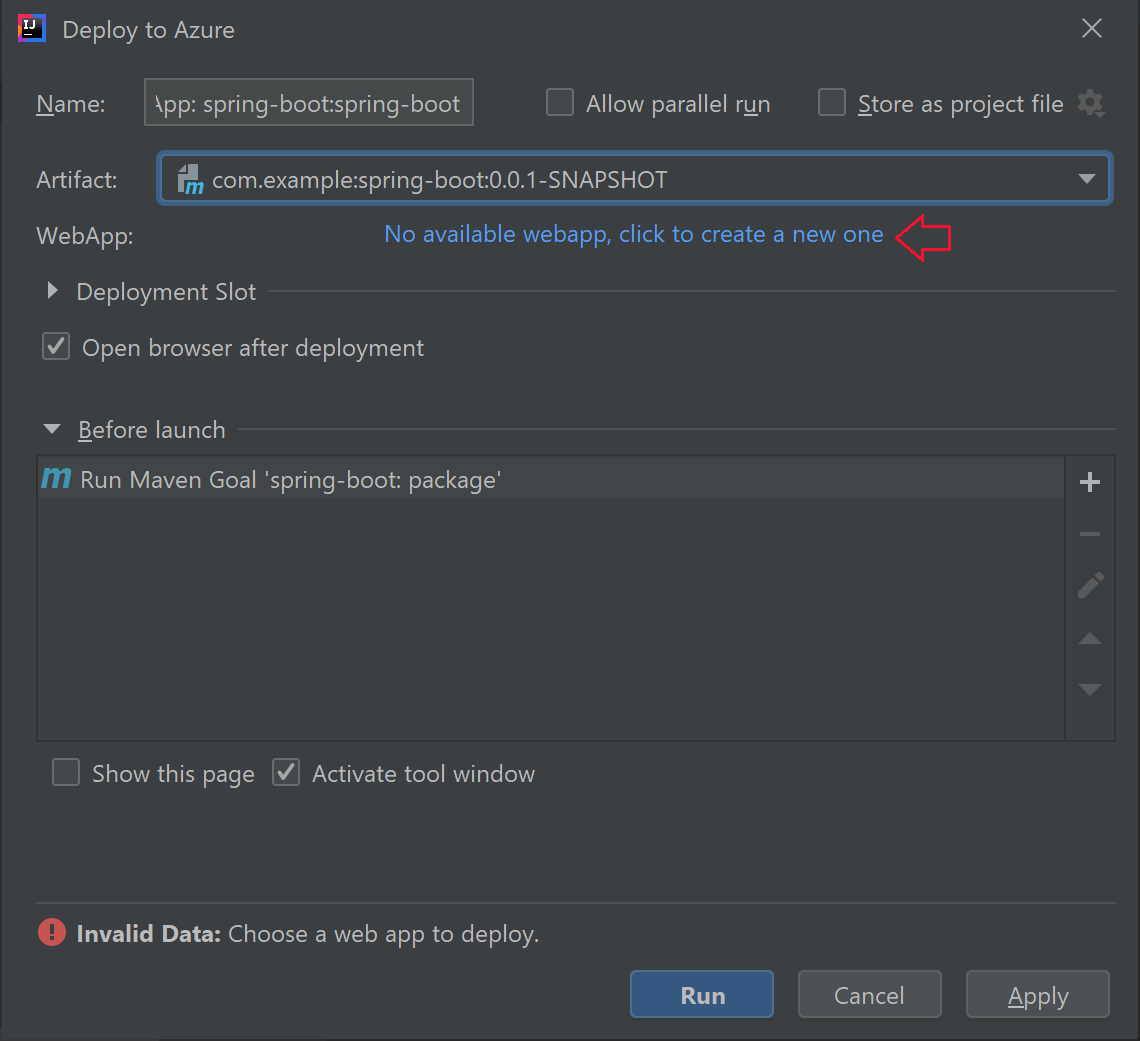 Deploy to Azure
Name: App: spring-boot:spring-boot Allow parallel run Store as project file
Artifact: com.example:spring-boot:0.0.1-SNAPSHOT
WebApp: No available webapp, click to create a new one
Deployment Slot
Open browser after deployment
Before launch
Run Maven Goal 'spring-boot: package'
Show this page Activate tool window
Invalid Data: Choose a web app to deploy.
Run Cancel Apply